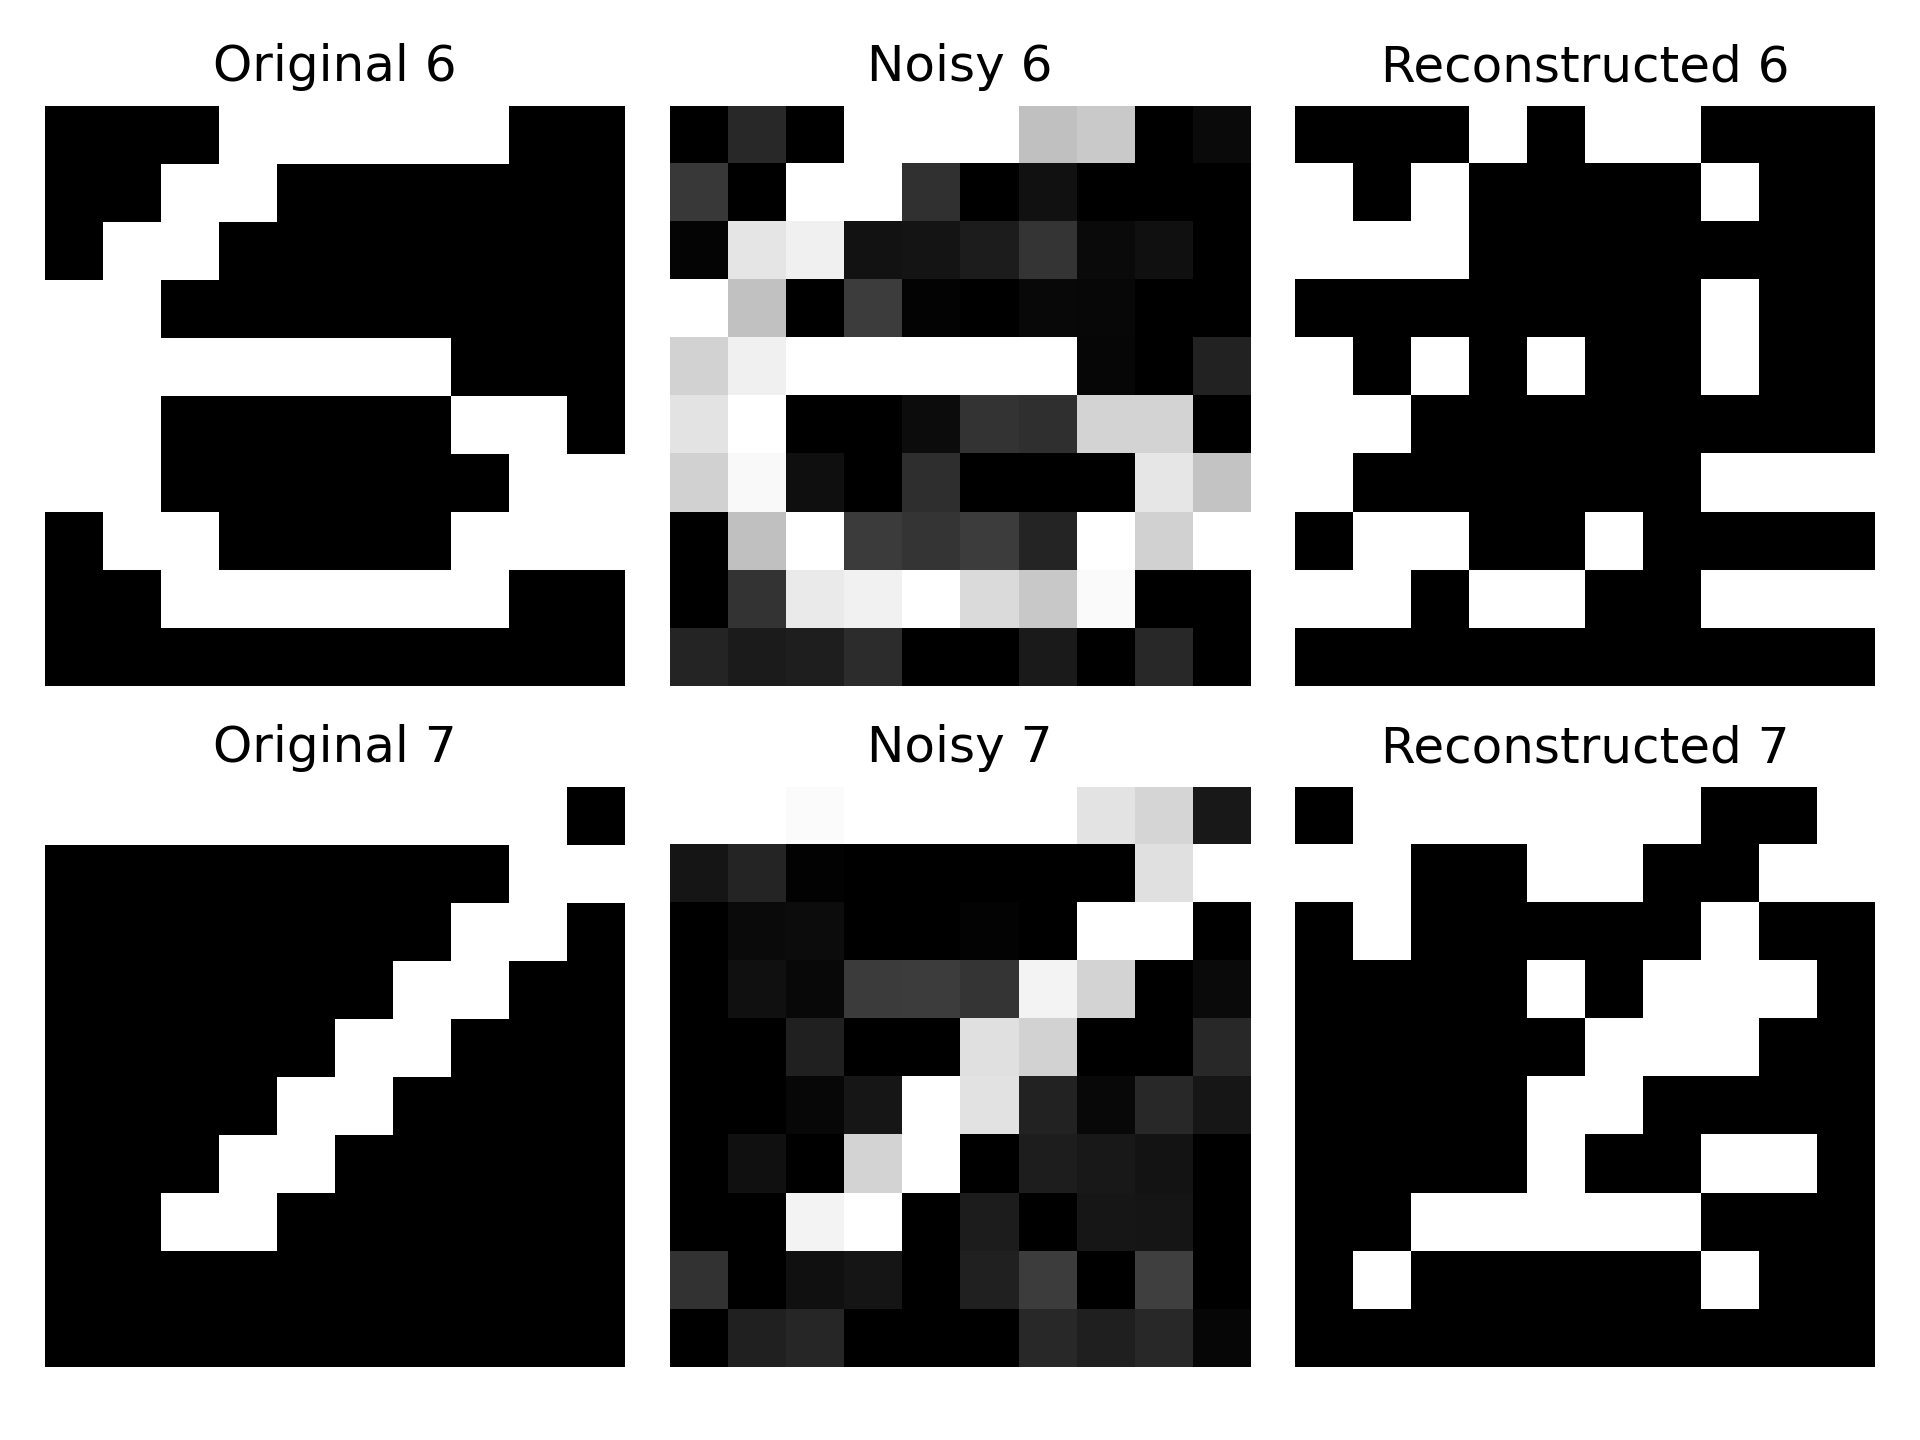 Original 6
Noisy 6
Reconstructed 6
Original 7
Noisy 7
Reconstructed 7